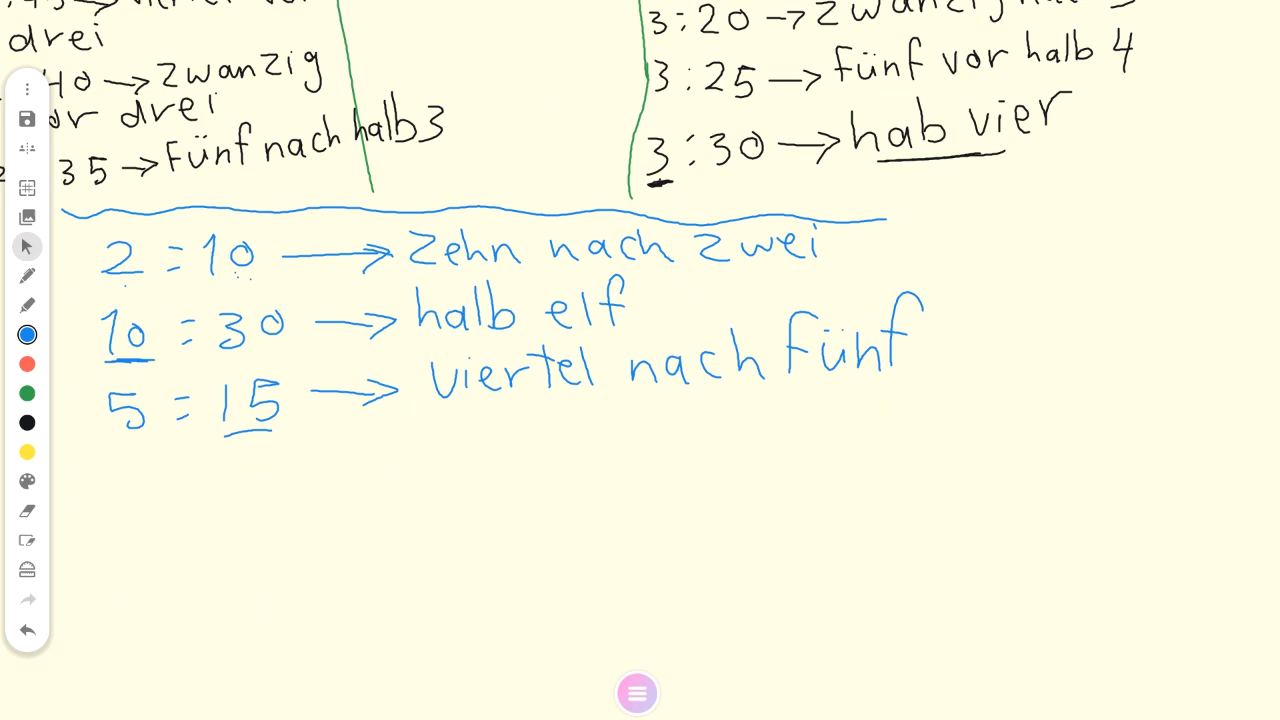 drei
40 → zwanzig
vor drei
35 → Fünf nach halb 3
3:20 → zwanzig
3:25 → Fünf vor halb 4
3:30 → hab vier
2 = 10 → zehn nach zwei
10 = 30 → halb elf
5 = 15 → viertel nach Fünf